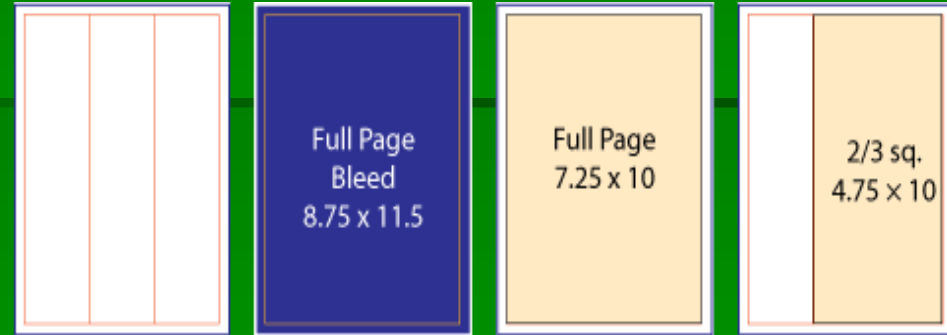 Full Page
Bleed
8.75 x 11.5
Full Page
7.25 x 10
2/3 sq.
4.75 × 10